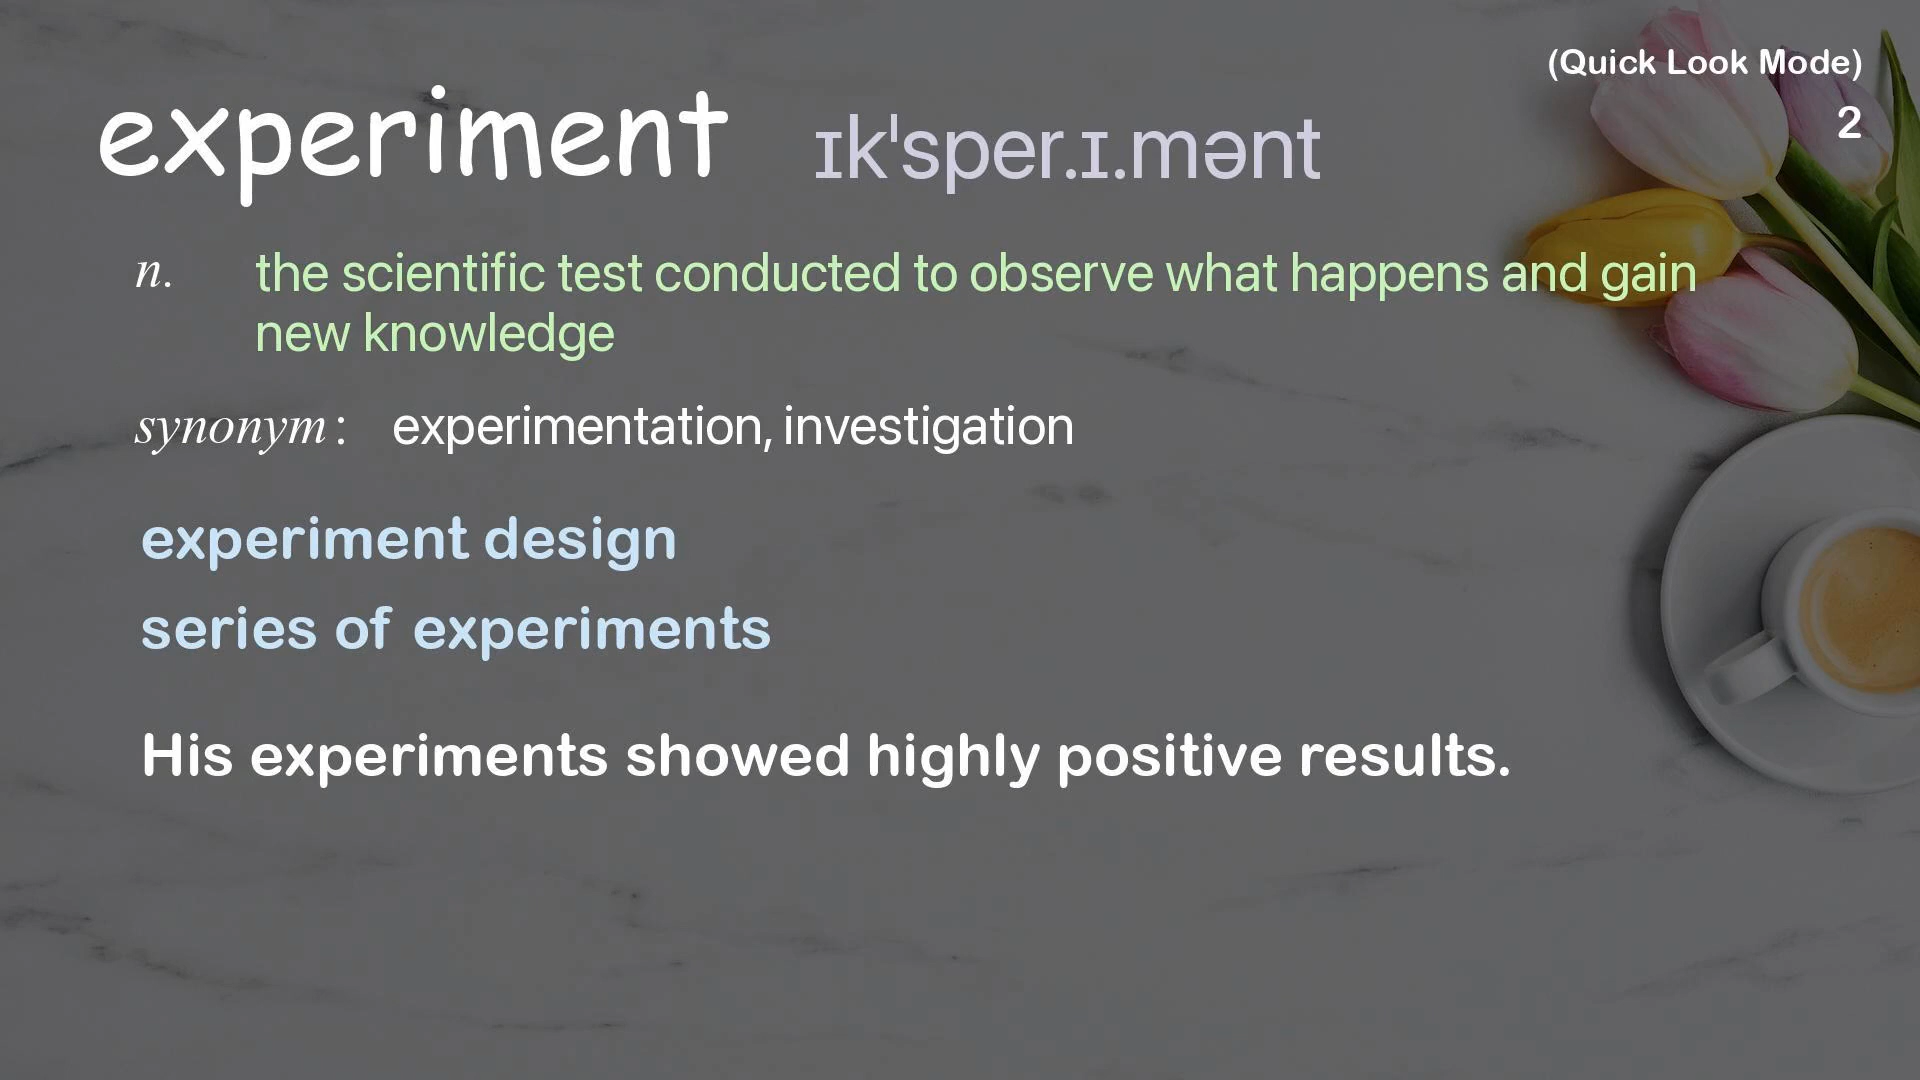 (Quick Look Mode)
2
experiment ɪkˈsper.ɪ.mənt
n. the scientific test conducted to observe what happens and gain
new knowledge
synonym: experimentation, investigation
experiment design
series of experiments
His experiments showed highly positive results.